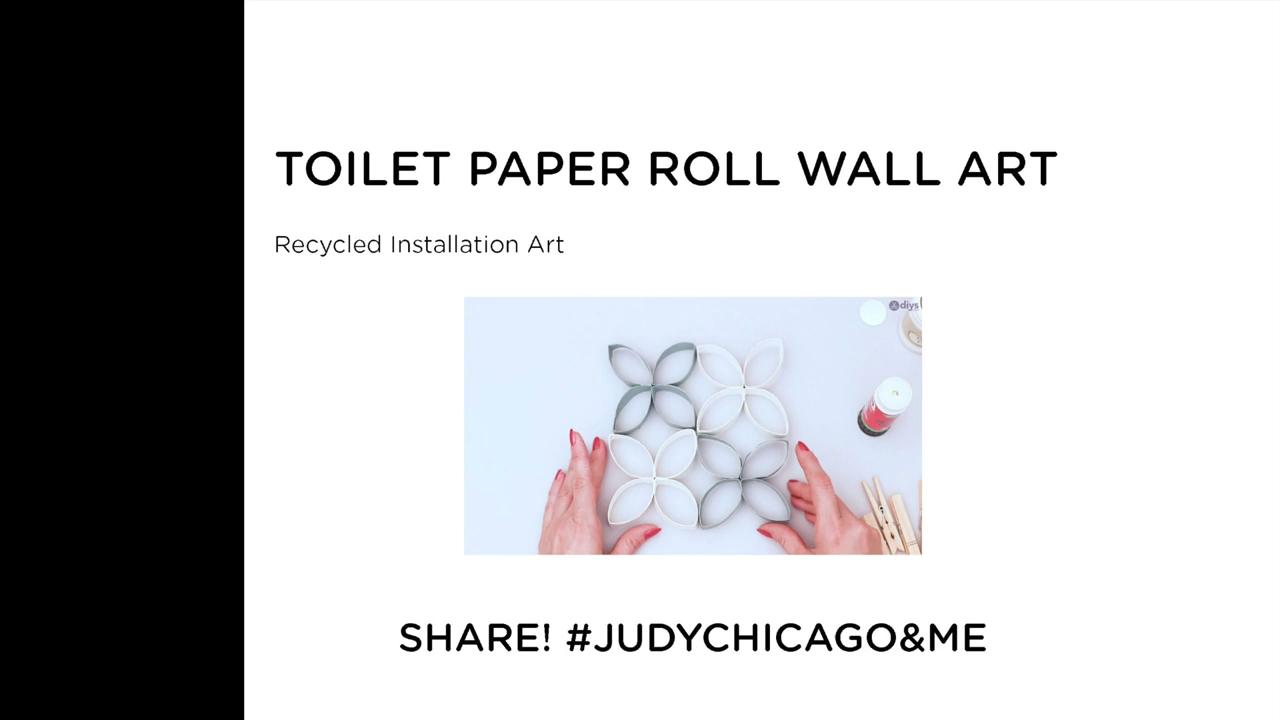 TOILET PAPER ROLL WALL ART
Recycled Installation Art
diys
SHARE! #JUDYCHICAGO&ME